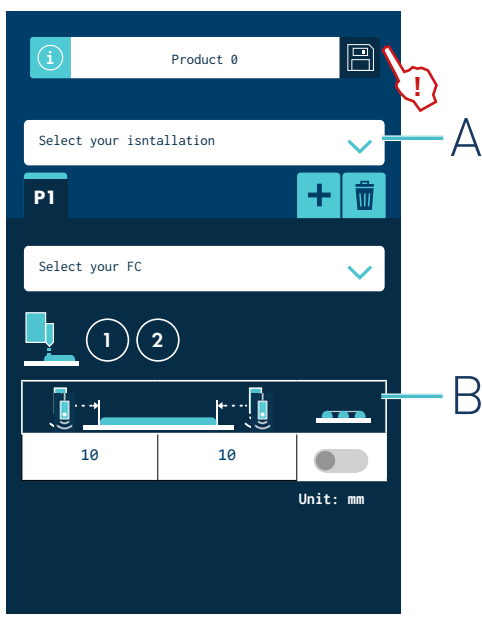 i
Product 0
!
Select your isntallation
A
P1
+
Select your FC
1 2
B
10 10
Unit: mm